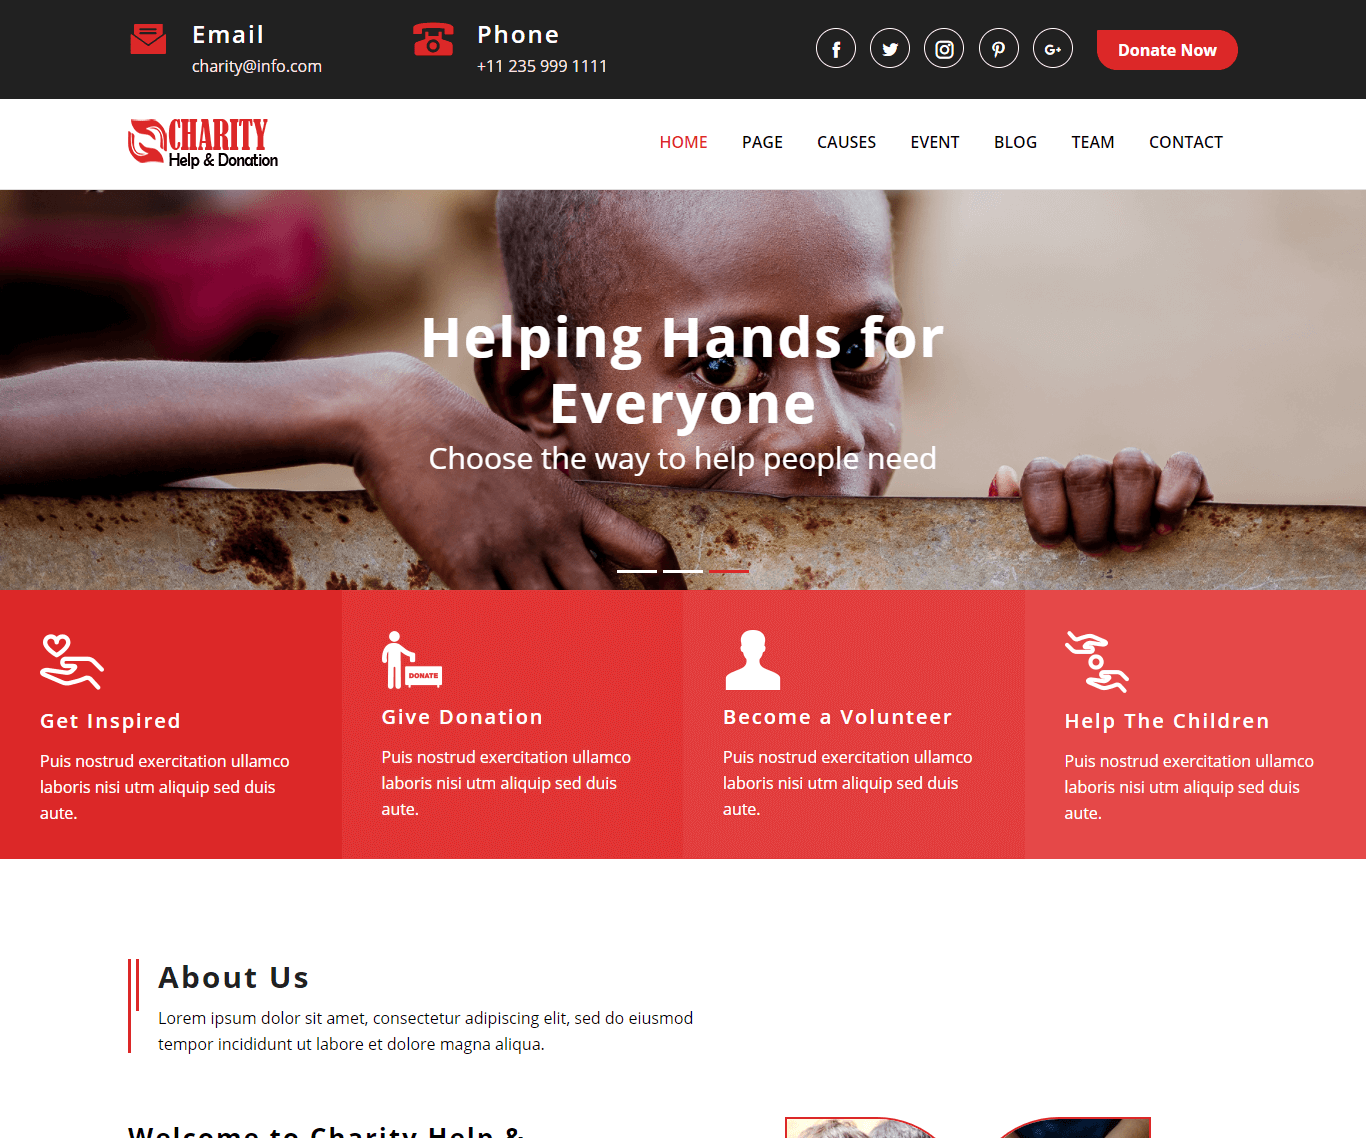 Email
charity@info.com
Phone
+11 235 999 1111
Donate Now
CHARITY
Help & Donation
HOME PAGE CAUSES EVENT BLOG TEAM CONTACT
Helping Hands for
Everyone
Choose the way to help people need
Get Inspired
Puis nostrud exercitation ullamco
laboris nisi utm aliquip sed duis
aute.
DONATE
Give Donation
Puis nostrud exercitation ullamco
laboris nisi utm aliquip sed duis
aute.
Become a Volunteer
Puis nostrud exercitation ullamco
laboris nisi utm aliquip sed duis
aute.
Help The Children
Puis nostrud exercitation ullamco
laboris nisi utm aliquip sed duis
aute.
About Us
Lorem ipsum dolor sit amet, consectetur adipiscing elit, sed do eiusmod
tempor incididunt ut labore et dolore magna aliqua.
Welcome to Charity Help &